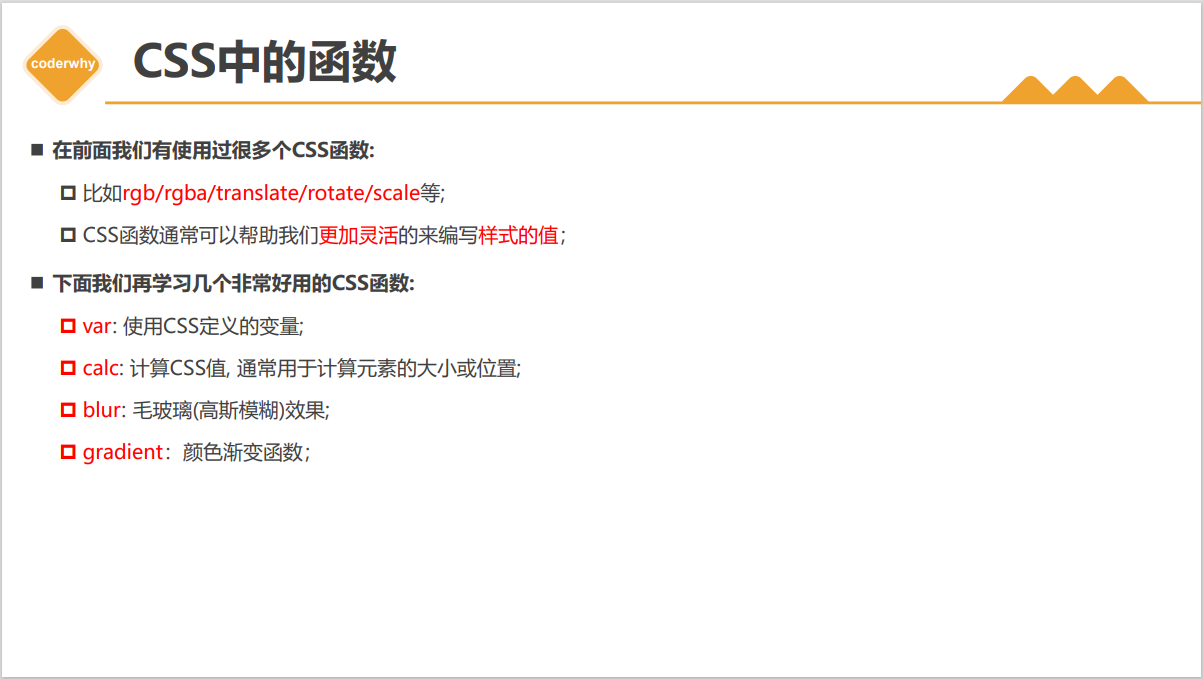 coderwhy
CSS中的函数
在前面我们有使用过很多个CSS函数:
比如rgb/rgba/translate/rotate/scale等;
CSS函数通常可以帮助我们更加灵活的来编写样式的值；
下面我们再学习几个非常好用的CSS函数:
var: 使用CSS定义的变量;
calc: 计算CSS值, 通常用于计算元素的大小或位置;
blur: 毛玻璃(高斯模糊)效果;
gradient：颜色渐变函数；